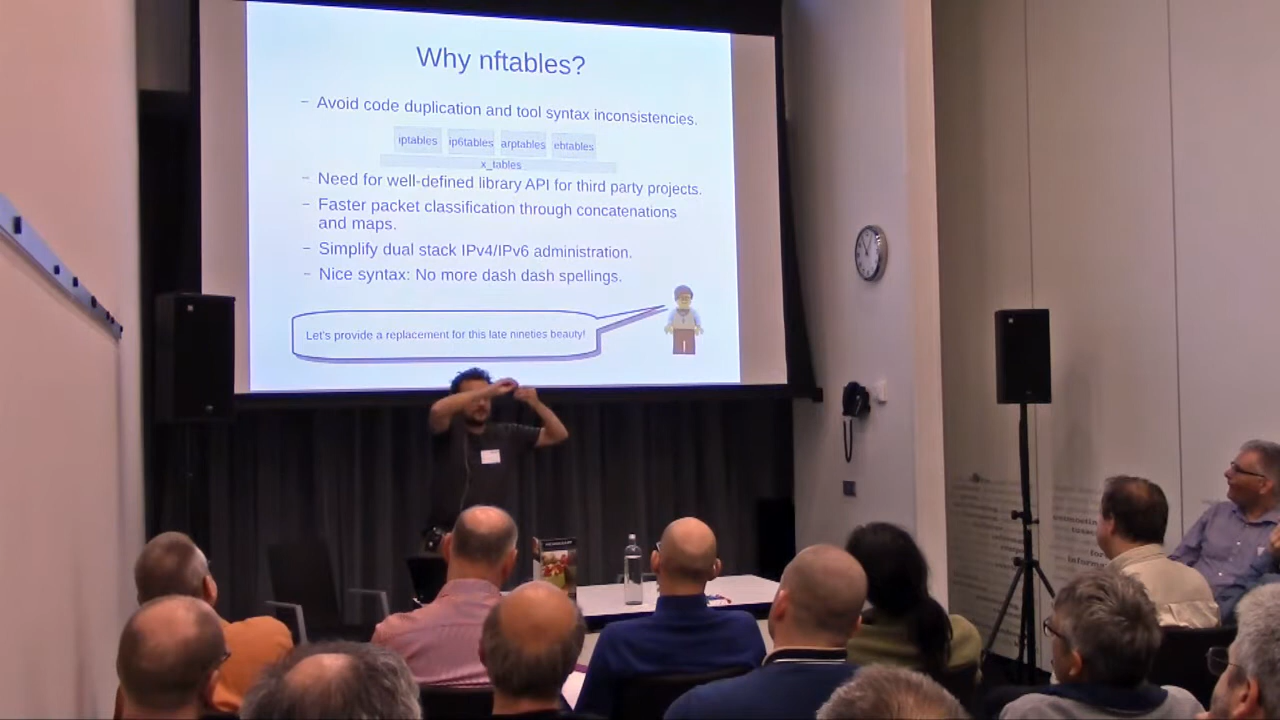 Why nftables?
– Avoid code duplication and tool syntax inconsistencies.
iptables ip6tables arptables ebtables
x_tables
– Need for well-defined library API for third party projects.
– Faster packet classification through concatenations
and maps.
– Simplify dual stack IPv4/IPv6 administration.
– Nice syntax: No more dash dash spellings.
Let's provide a replacement for this late nineties beauty!